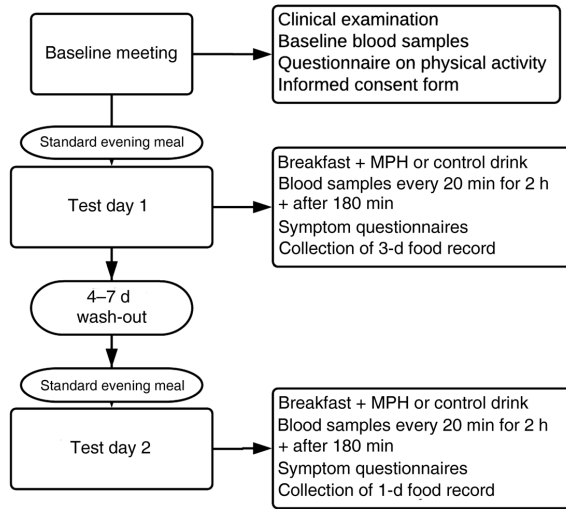 Baseline meeting
Clinical examination
Baseline blood samples
Questionnaire on physical activity
Informed consent form
Standard evening meal
Test day 1
Breakfast + MPH or control drink
Blood samples every 20 min for 2 h
+ after 180 min
Symptom questionnaires
Collection of 3-d food record
4–7 d
wash-out
Standard evening meal
Test day 2
Breakfast + MPH or control drink
Blood samples every 20 min for 2 h
+ after 180 min
Symptom questionnaires
Collection of 1-d food record